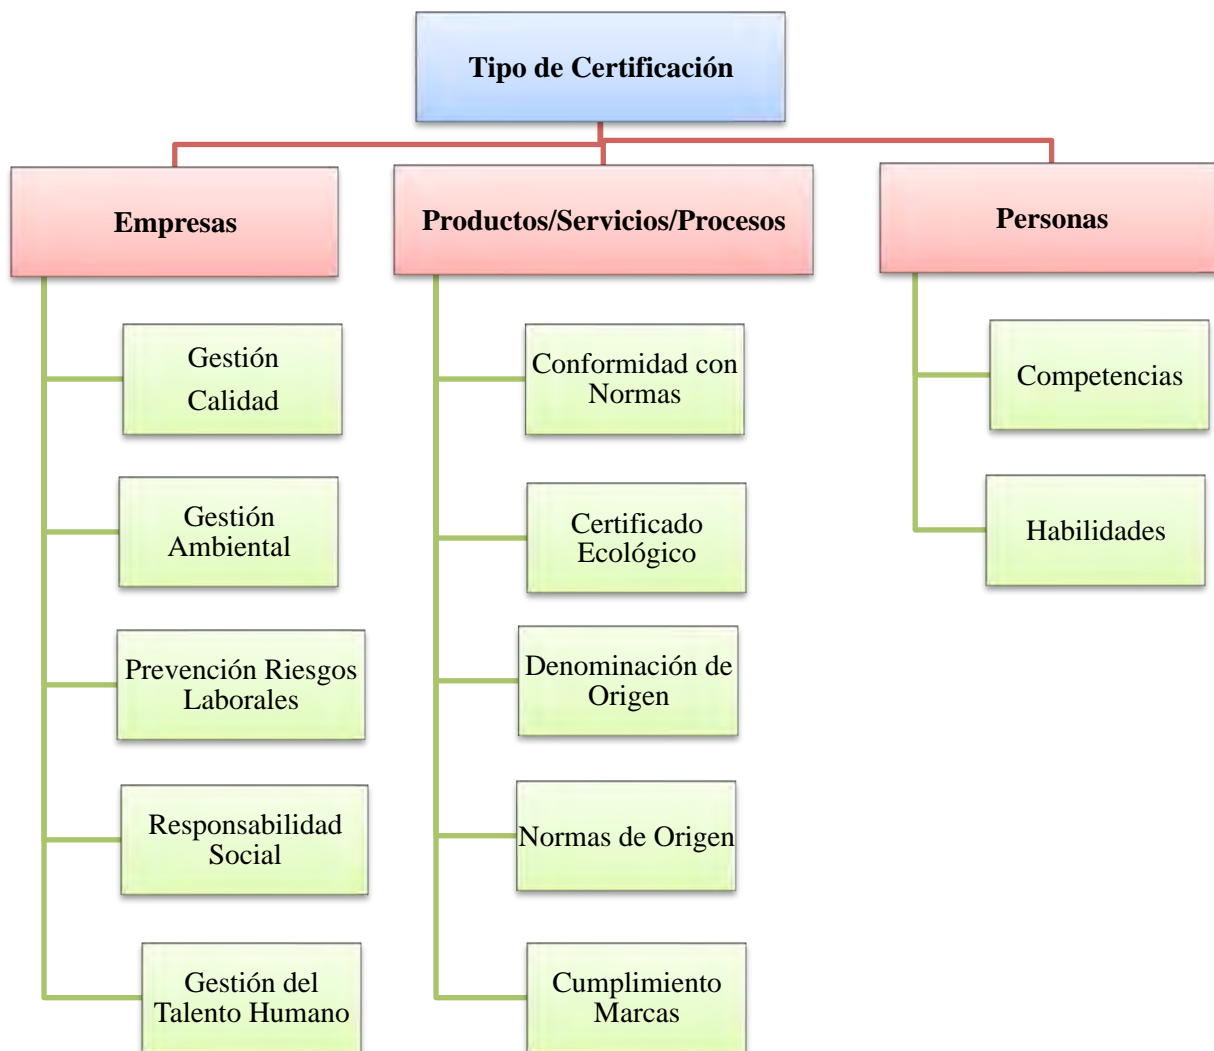 Tipo de Certificación
Empresas
Productos/Servicios/Procesos
Personas
Gestión
Calidad
Gestión
Ambiental
Prevención Riesgos
Laborales
Responsabilidad
Social
Gestión del
Talento Humano
Conformidad con
Normas
Certificado
Ecológico
Denominación de
Origen
Normas de Origen
Cumplimiento
Marcas
Competencias
Habilidades